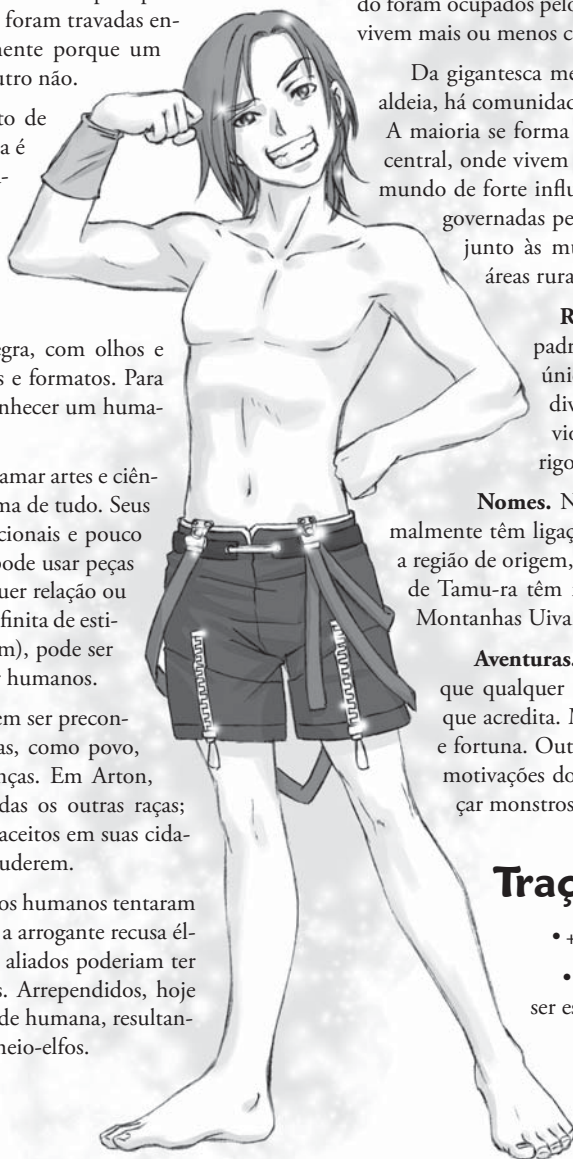 foram travadas en-
mente porque um
utro não.
to de
a é
egra, com olhos e
s e formatos. Para
nhecer um huma-
amar artes e ciên-
ma de tudo. Seus
cionais e pouco
pode usar peças
uer relação ou
finita de esti-
m), pode ser
r humanos.
em ser precon-
as, como povo,
nças. Em Arton,
das os outras raças;
aceitos em suas cida-
uderem.
os humanos tentaram
a arrogante recusa él-
aliados poderiam ter
s. Arrependidos, hoje
de humana, resultan-
neio-elfos.
do foram ocupados pelo
vivem mais ou menos c
Da gigantesca me
aldeia, há comunidad
A maioria se forma
central, onde vivem
mundo de forte influ
governadas pe
junto às mu
áreas rura
R
padr
úni
div
vio
rigo
Nomes. N
malmente têm ligaç
a região de origem,
de Tamu-ra têm
Montanhas Uiva
Aventuras.
que qualquer
que acredita. M
e fortuna. Out
motivações do
çar monstros
Traç
• +
•
ser es